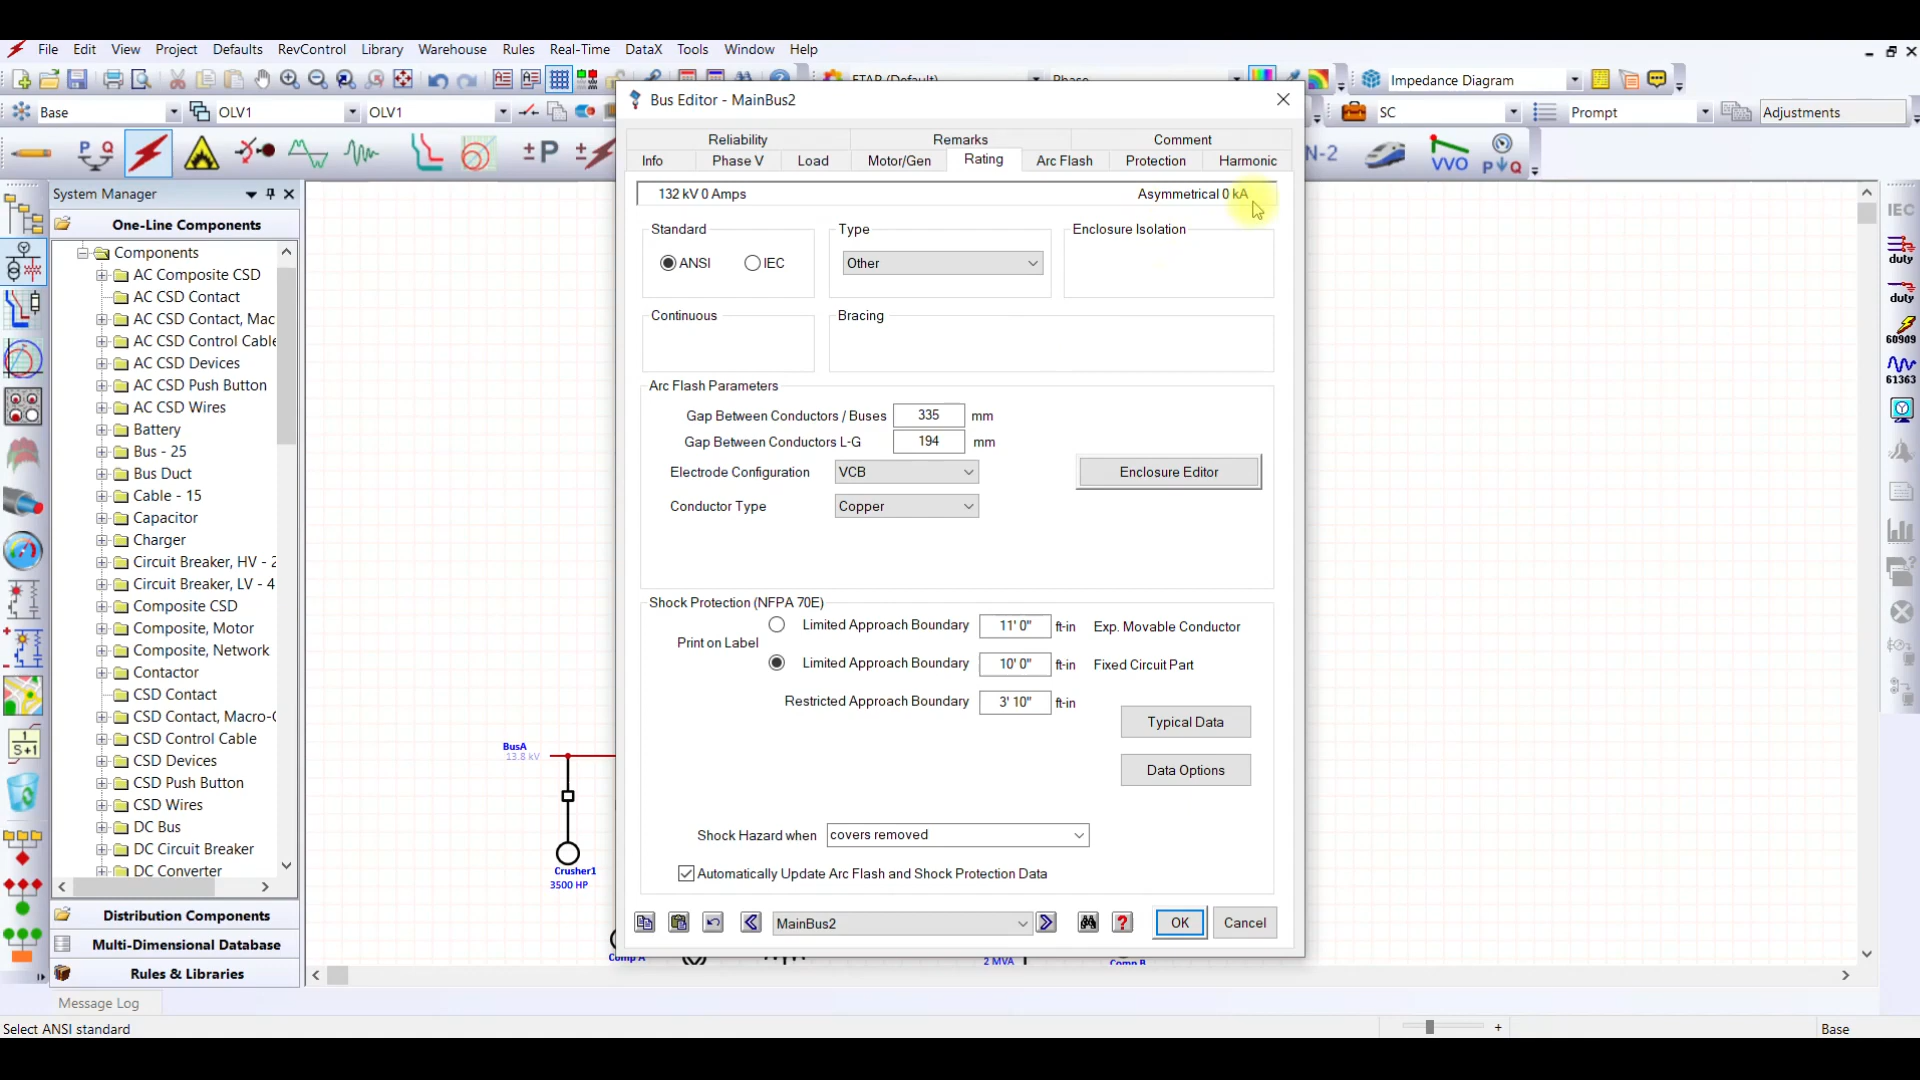 File Edit View Project Defaults RevControl Library Warehouse Rules Real-Time DataX Tools Window Help
ETAP (Default) Phase Impedance Diagram
Base OLV1 OLV1 SC Prompt Adjustments
P Q ±P N-2 VVO P Q
System Manager
One-Line Components
Components
AC Composite CSD
AC CSD Contact
AC CSD Contact, Mac
AC CSD Control Cable
AC CSD Devices
AC CSD Push Button
AC CSD Wires
Battery
Bus - 25
Bus Duct
Cable - 15
Capacitor
Charger
Circuit Breaker, HV - 2
Circuit Breaker, LV - 4
Composite CSD
Composite, Motor
Composite, Network
Contactor
CSD Contact
CSD Contact, Macro-C
CSD Control Cable
CSD Devices
CSD Push Button
CSD Wires
DC Bus
DC Circuit Breaker
DC Converter
Distribution Components
Multi-Dimensional Database
Rules & Libraries
Message Log
Select ANSI standard
Base
1
S+1
BusA
13.8 kV
Crusher1
3500 HP
Comp A
2 MVA
Comp B
Bus Editor - MainBus2
Reliability Remarks Comment
Info Phase V Load Motor/Gen Rating Arc Flash Protection Harmonic
132 kV 0 Amps Asymmetrical 0 kA
Standard Type Enclosure Isolation
ANSI IEC Other
Continuous Bracing
Arc Flash Parameters
Gap Between Conductors / Buses 335 mm
Gap Between Conductors L-G 194 mm
Electrode Configuration VCB Enclosure Editor
Conductor Type Copper
Shock Protection (NFPA 70E)
Limited Approach Boundary 11' 0" ft-in Exp. Movable Conductor
Print on Label
Limited Approach Boundary 10' 0" ft-in Fixed Circuit Part
Restricted Approach Boundary 3' 10" ft-in
Typical Data
Data Options
Shock Hazard when covers removed
Automatically Update Arc Flash and Shock Protection Data
MainBus2 OK Cancel
IEC
duty
duty
60909
61363